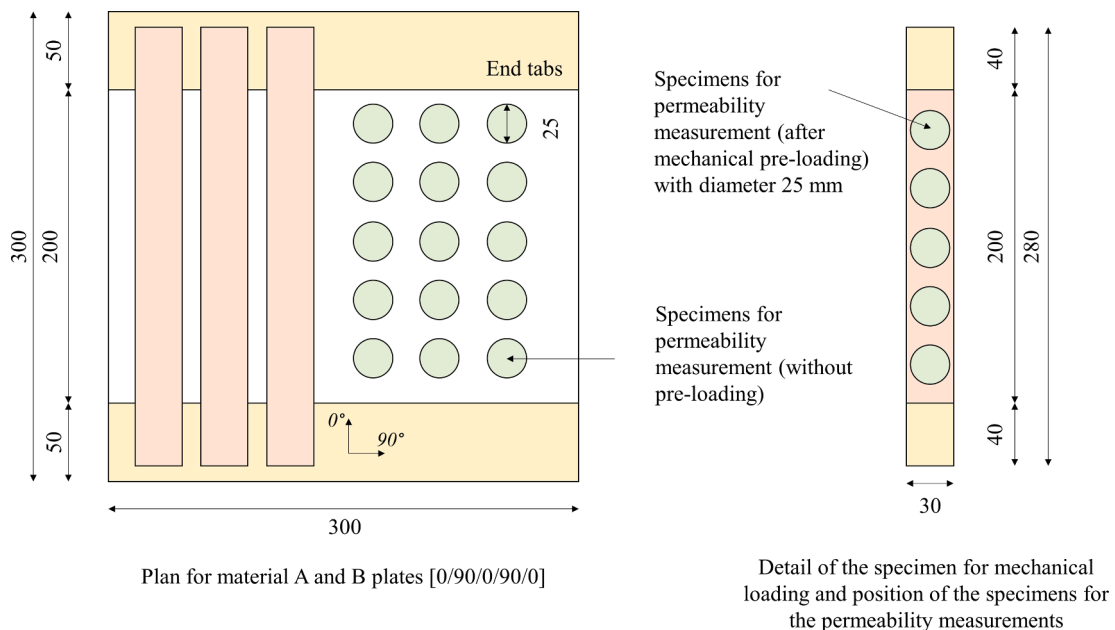 50
300
200
50
End tabs
25
0°
90°
300
Plan for material A and B plates [0/90/0/90/0]
Specimens for
permeability
measurement (after
mechanical pre-loading)
with diameter 25 mm
Specimens for
permeability
measurement (without
pre-loading)
40
200
280
40
30
Detail of the specimen for mechanical
loading and position of the specimens for
the permeability measurements